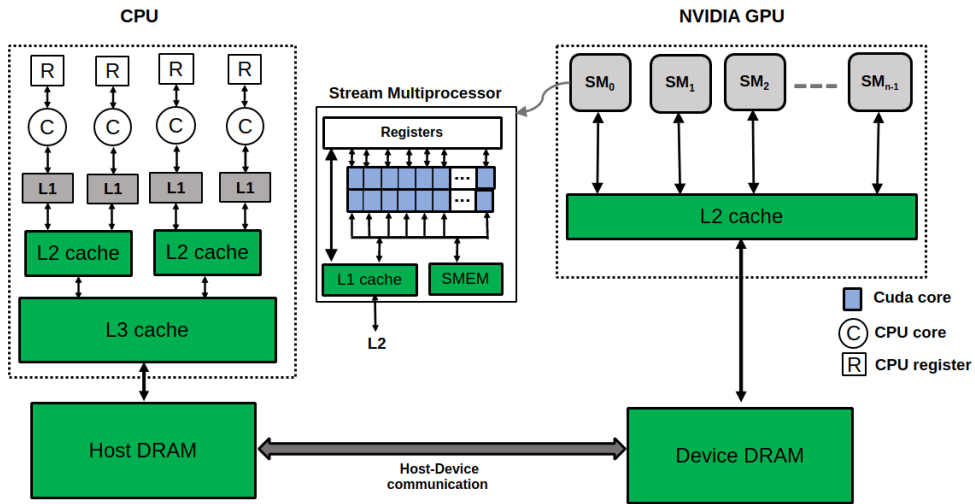 CPU
NVIDIA GPU
R R R R
C C C C
L1 L1 L1 L1
L2 cache L2 cache
L3 cache
Host DRAM
Stream Multiprocessor
Registers
...
...
L1 cache SMEM
L2
SM0 SM1 SM2 SMn-1
L2 cache
Cuda core
C CPU core
R CPU register
Device DRAM
Host-Device
communication